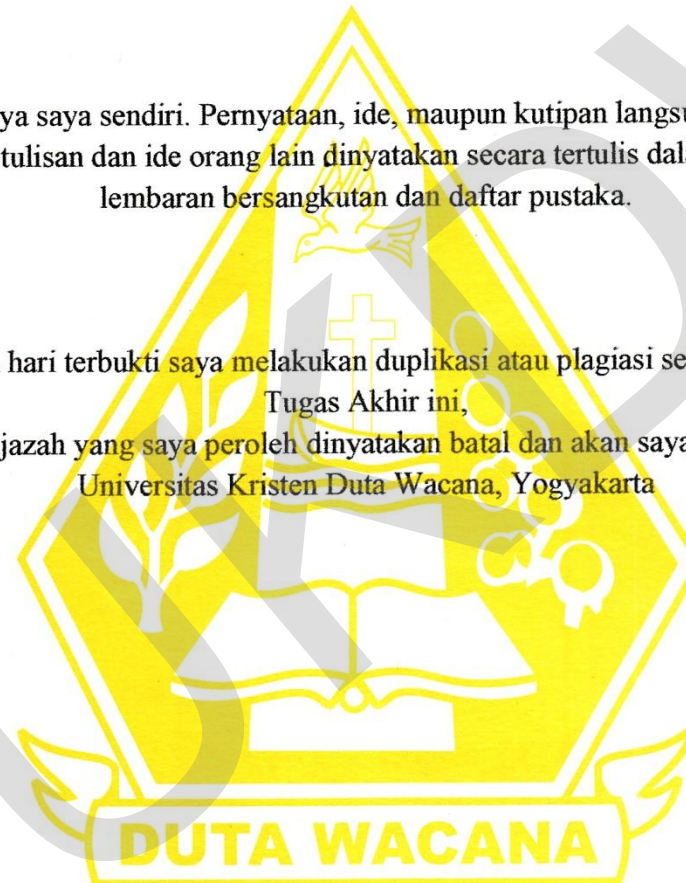 ya saya sendiri. Pernyataan, ide, maupun kutipan langsu
tulisan dan ide orang lain dinyatakan secara tertulis dal
lembaran bersangkutan dan daftar pustaka.
hari terbukti saya melakukan duplikasi atau plagiasi se
Tugas Akhir ini,
jazah yang saya peroleh dinyatakan batal dan akan saya
Universitas Kristen Duta Wacana, Yogyakarta
DUTA WACANA